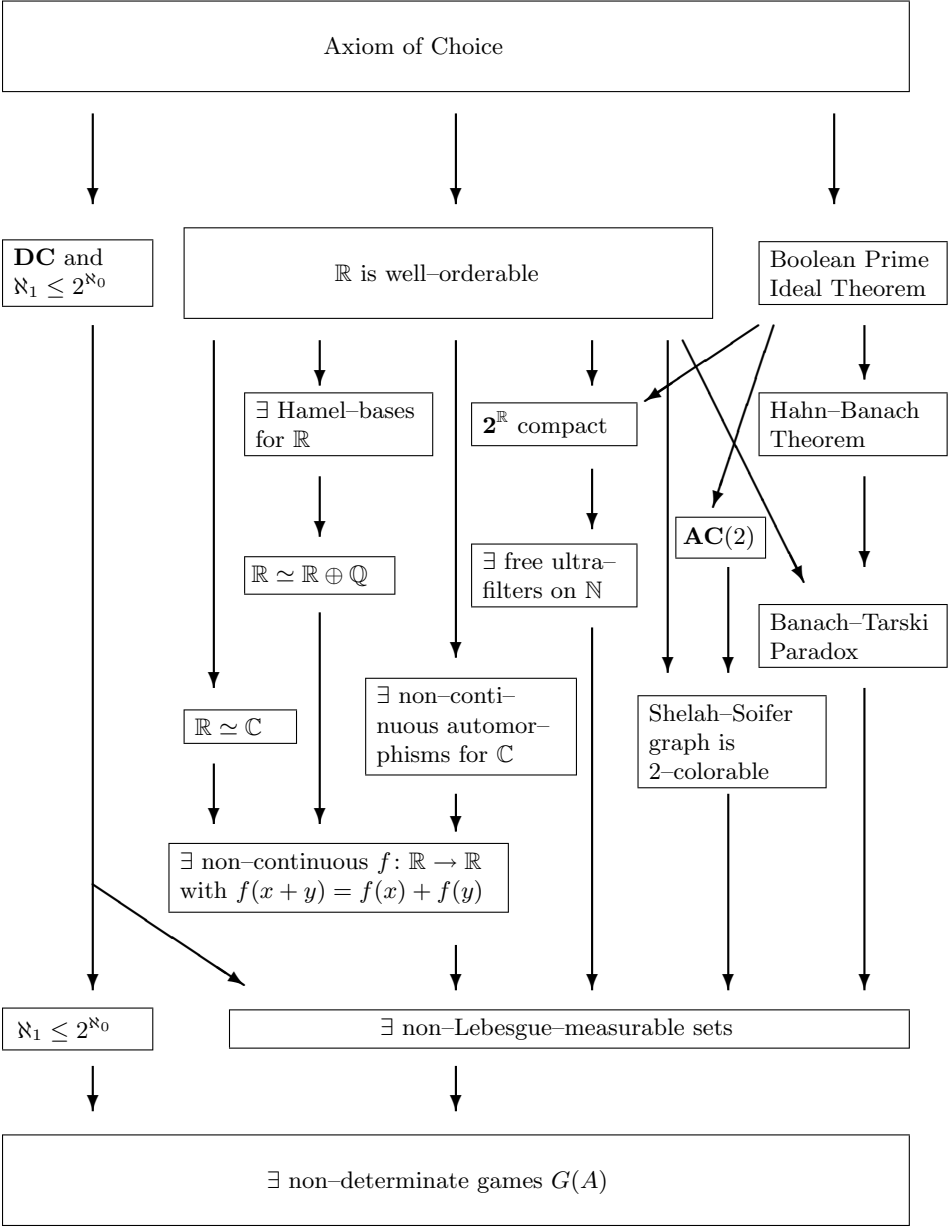 Axiom of Choice
DC and
ℵ₁ ≤ 2^ℵ₀
ℝ is well–orderable
Boolean Prime
Ideal Theorem
∃ Hamel–bases
for ℝ
2^ℝ compact
Hahn–Banach
Theorem
AC(2)
ℝ ≃ ℝ ⊕ ℚ
∃ free ultra–
filters on ℕ
Banach–Tarski
Paradox
ℝ ≃ ℂ
∃ non–conti–
nuous automor–
phisms for ℂ
Shelah–Soifer
graph is
2–colorable
∃ non–continuous f: ℝ → ℝ
with f(x + y) = f(x) + f(y)
ℵ₁ ≤ 2^ℵ₀
∃ non–Lebesgue–measurable sets
∃ non–determinate games G(A)